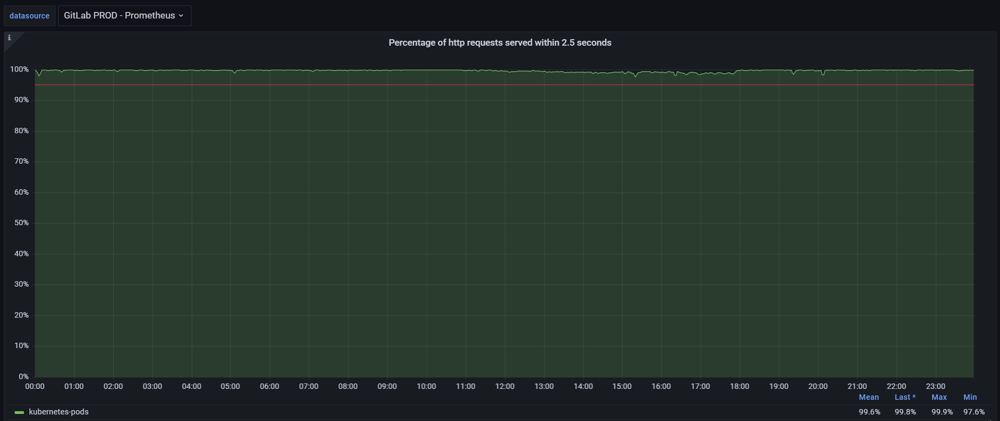 datasource GitLab PROD - Prometheus
i
Percentage of http requests served within 2.5 seconds
100%
90%
80%
70%
60%
50%
40%
30%
20%
10%
0%
00:00 01:00 02:00 03:00 04:00 05:00 06:00 07:00 08:00 09:00 10:00 11:00 12:00 13:00 14:00 15:00 16:00 17:00 18:00 19:00 20:00 21:00 22:00 23:00
Mean Last * Max Min
kubernetes-pods 99.6% 99.8% 99.9% 97.6%